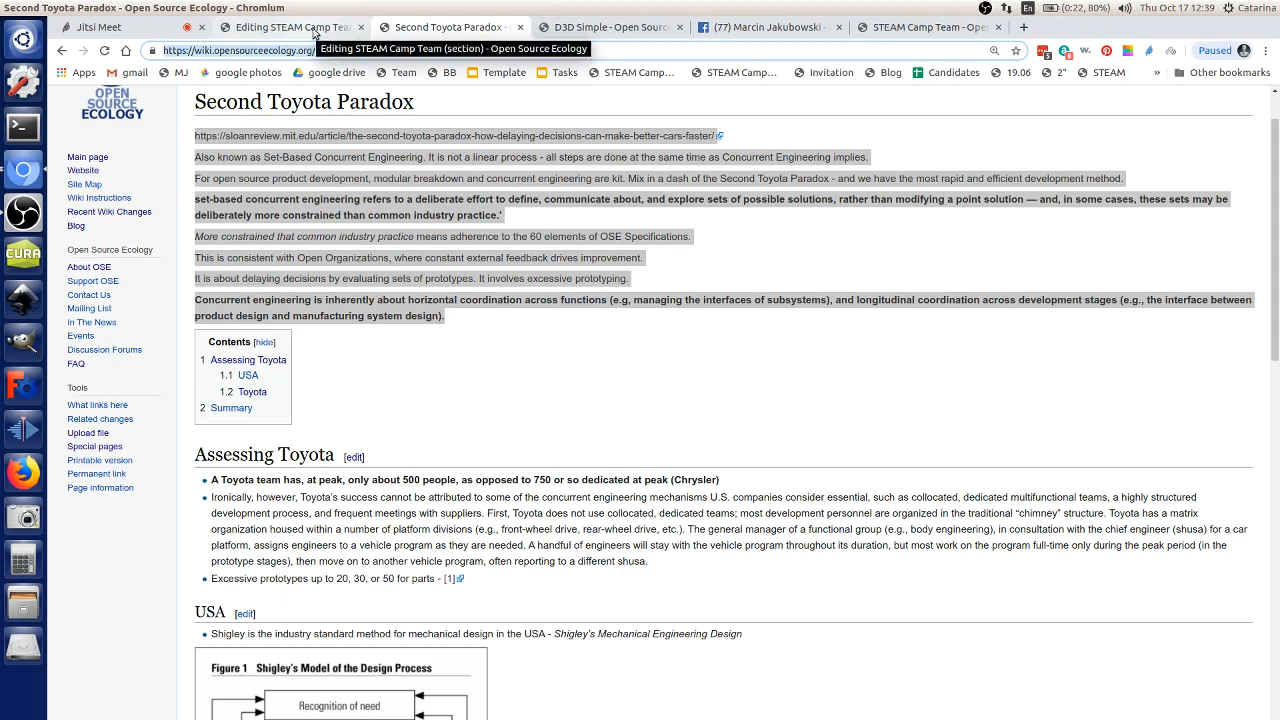 Second Toyota Paradox - Open Source Ecology - Chromium
(0:22, 80%) Thu Oct 17 12:39 Catarina
Jitsi Meet
Editing STEAM Camp Tea
Second Toyota Paradox -
D3D Simple - Open Source
(77) Marcin Jakubowski -
Editing STEAM Camp Team
STEAM Camp Team - Ope
https://wiki.opensourceecology.org/
Editing STEAM Camp Team (section) - Open Source Ecology
Paused
Apps gmail MJ google photos google drive Team BB Template Tasks STEAM Camp... STEAM Camp... Invitation Blog Candidates 19.06 2" STEAM » Other bookmarks
OPEN
SOURCE
ECOLOGY
Main page
Website
Site Map
Wiki Instructions
Recent Wiki Changes
Blog
Open Source Ecology
About OSE
Support OSE
Contact Us
Mailing List
In The News
Events
Discussion Forums
FAQ
Tools
What links here
Related changes
Upload file
Special pages
Printable version
Permanent link
Page information
CURA
Second Toyota Paradox
https://sloanreview.mit.edu/article/the-second-toyota-paradox-how-delaying-decisions-can-make-better-cars-faster/
Also known as Set-Based Concurrent Engineering. It is not a linear process - all steps are done at the same time as Concurrent Engineering implies.
For open source product development, modular breakdown and concurrent engineering are kit. Mix in a dash of the Second Toyota Paradox - and we have the most rapid and efficient development method.
set-based concurrent engineering refers to a deliberate effort to define, communicate about, and explore sets of possible solutions, rather than modifying a point solution — and, in some cases, these sets may be
deliberately more constrained than common industry practice.'
More constrained that common industry practice means adherence to the 60 elements of OSE Specifications.
This is consistent with Open Organizations, where constant external feedback drives improvement.
It is about delaying decisions by evaluating sets of prototypes. It involves excessive prototyping.
Concurrent engineering is inherently about horizontal coordination across functions (e.g, managing the interfaces of subsystems), and longitudinal coordination across development stages (e.g., the interface between
product design and manufacturing system design).
Contents [hide]
1 Assessing Toyota
1.1 USA
1.2 Toyota
2 Summary
Assessing Toyota [edit]
A Toyota team has, at peak, only about 500 people, as opposed to 750 or so dedicated at peak (Chrysler)
Ironically, however, Toyota's success cannot be attributed to some of the concurrent engineering mechanisms U.S. companies consider essential, such as collocated, dedicated multifunctional teams, a highly structured
development process, and frequent meetings with suppliers. First, Toyota does not use collocated, dedicated teams; most development personnel are organized in the traditional “chimney” structure. Toyota has a matrix
organization housed within a number of platform divisions (e.g., front-wheel drive, rear-wheel drive, etc.). The general manager of a functional group (e.g., body engineering), in consultation with the chief engineer (shusa) for a car
platform, assigns engineers to a vehicle program as they are needed. A handful of engineers will stay with the vehicle program throughout its duration, but most work on the program full-time only during the peak period (in the
prototype stages), then move on to another vehicle program, often reporting to a different shusa.
Excessive prototypes up to 20, 30, or 50 for parts - [1]
USA [edit]
Shigley is the industry standard method for mechanical design in the USA - Shigley's Mechanical Engineering Design
Figure 1 Shigley's Model of the Design Process
Recognition of need